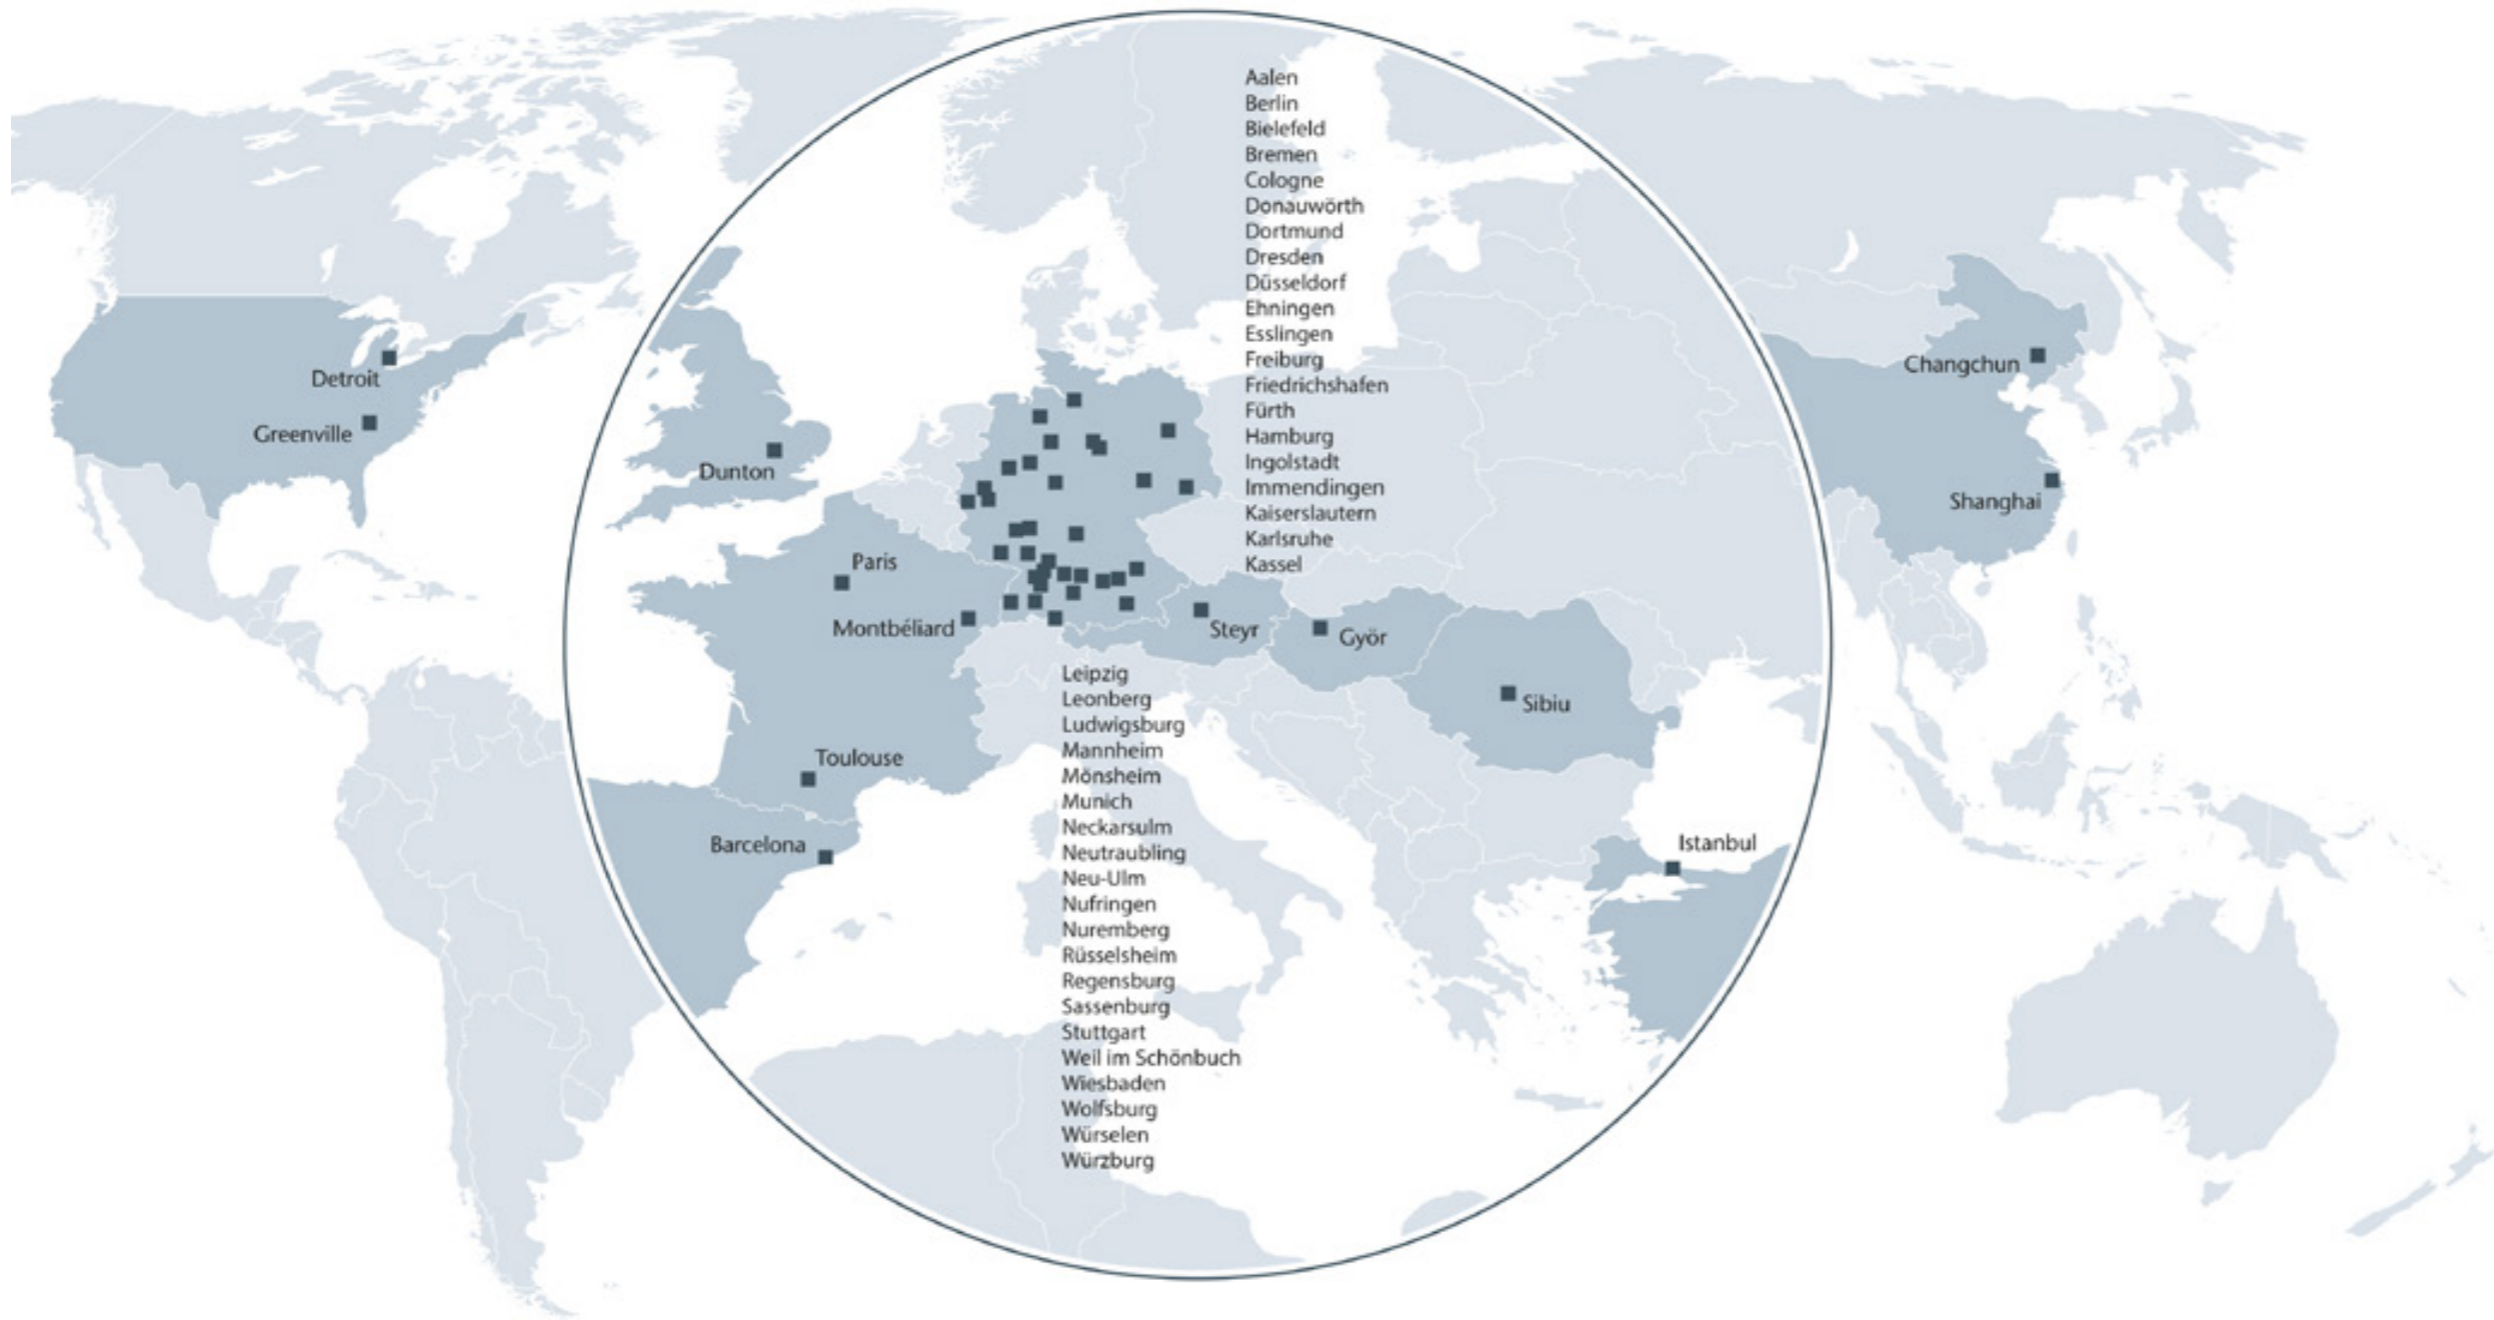 Aalen
Berlin
Bielefeld
Bremen
Cologne
Donauwörth
Dortmund
Dresden
Düsseldorf
Ehningen
Esslingen
Freiburg
Friedrichshafen
Fürth
Hamburg
Ingolstadt
Immendingen
Kaiserslautern
Karlsruhe
Kassel
Detroit
Greenville
Dunton
Paris
Montbéliard
Toulouse
Barcelona
Steyr
Györ
Sibiu
Istanbul
Changchun
Shanghai
Leipzig
Leonberg
Ludwigsburg
Mannheim
Mönsheim
Munich
Neckarsulm
Neutraubling
Neu-Ulm
Nufringen
Nuremberg
Rüsselsheim
Regensburg
Sassenburg
Stuttgart
Weil im Schönbuch
Wiesbaden
Wolfsburg
Würselen
Würzburg